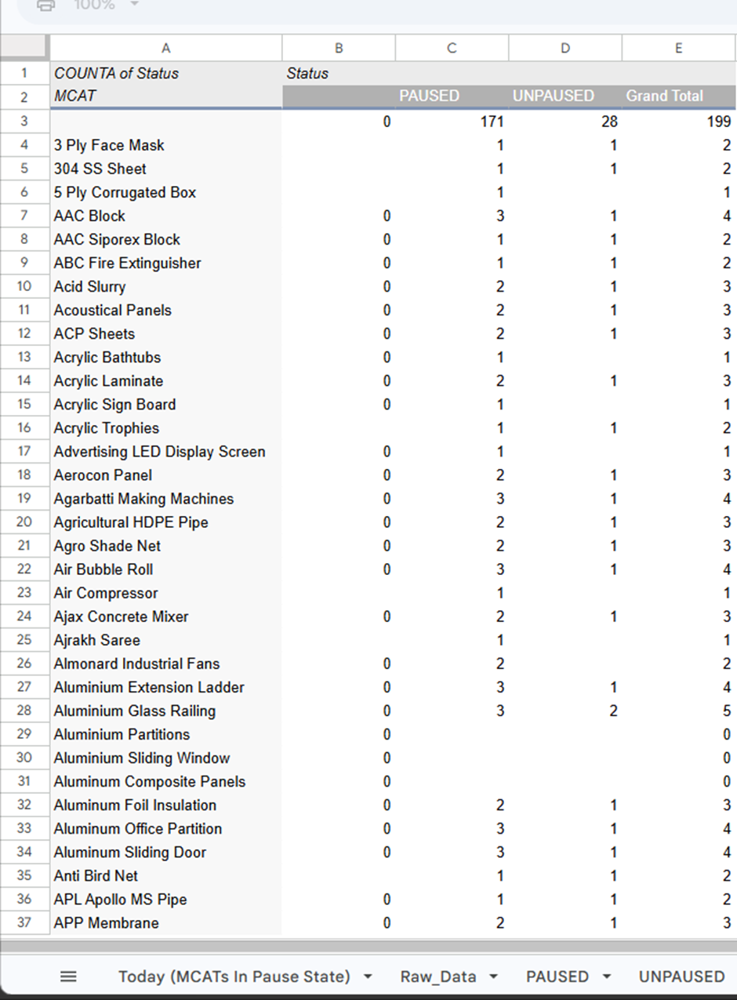 100%
A B C D E
1 COUNTA of Status Status
2 MCAT PAUSED UNPAUSED Grand Total
3 0 171 28 199
4 3 Ply Face Mask 1 1 2
5 304 SS Sheet 1 1 2
6 5 Ply Corrugated Box 1 1
7 AAC Block 0 3 1 4
8 AAC Siporex Block 0 1 1 2
9 ABC Fire Extinguisher 0 1 1 2
10 Acid Slurry 0 2 1 3
11 Acoustical Panels 0 2 1 3
12 ACP Sheets 0 2 1 3
13 Acrylic Bathtubs 0 1 1
14 Acrylic Laminate 0 2 1 3
15 Acrylic Sign Board 0 1 1
16 Acrylic Trophies 1 1 2
17 Advertising LED Display Screen 0 1 1
18 Aerocon Panel 0 2 1 3
19 Agarbatti Making Machines 0 3 1 4
20 Agricultural HDPE Pipe 0 2 1 3
21 Agro Shade Net 0 2 1 3
22 Air Bubble Roll 0 3 1 4
23 Air Compressor 1 1
24 Ajax Concrete Mixer 0 2 1 3
25 Ajrakh Saree 1 1
26 Almonard Industrial Fans 0 2 2
27 Aluminium Extension Ladder 0 3 1 4
28 Aluminium Glass Railing 0 3 2 5
29 Aluminium Partitions 0 0
30 Aluminium Sliding Window 0 0
31 Aluminum Composite Panels 0 0
32 Aluminum Foil Insulation 0 2 1 3
33 Aluminum Office Partition 0 3 1 4
34 Aluminum Sliding Door 0 3 1 4
35 Anti Bird Net 1 1 2
36 APL Apollo MS Pipe 0 1 1 2
37 APP Membrane 0 2 1 3
Today (MCATs In Pause State) Raw_Data PAUSED UNPAUSED